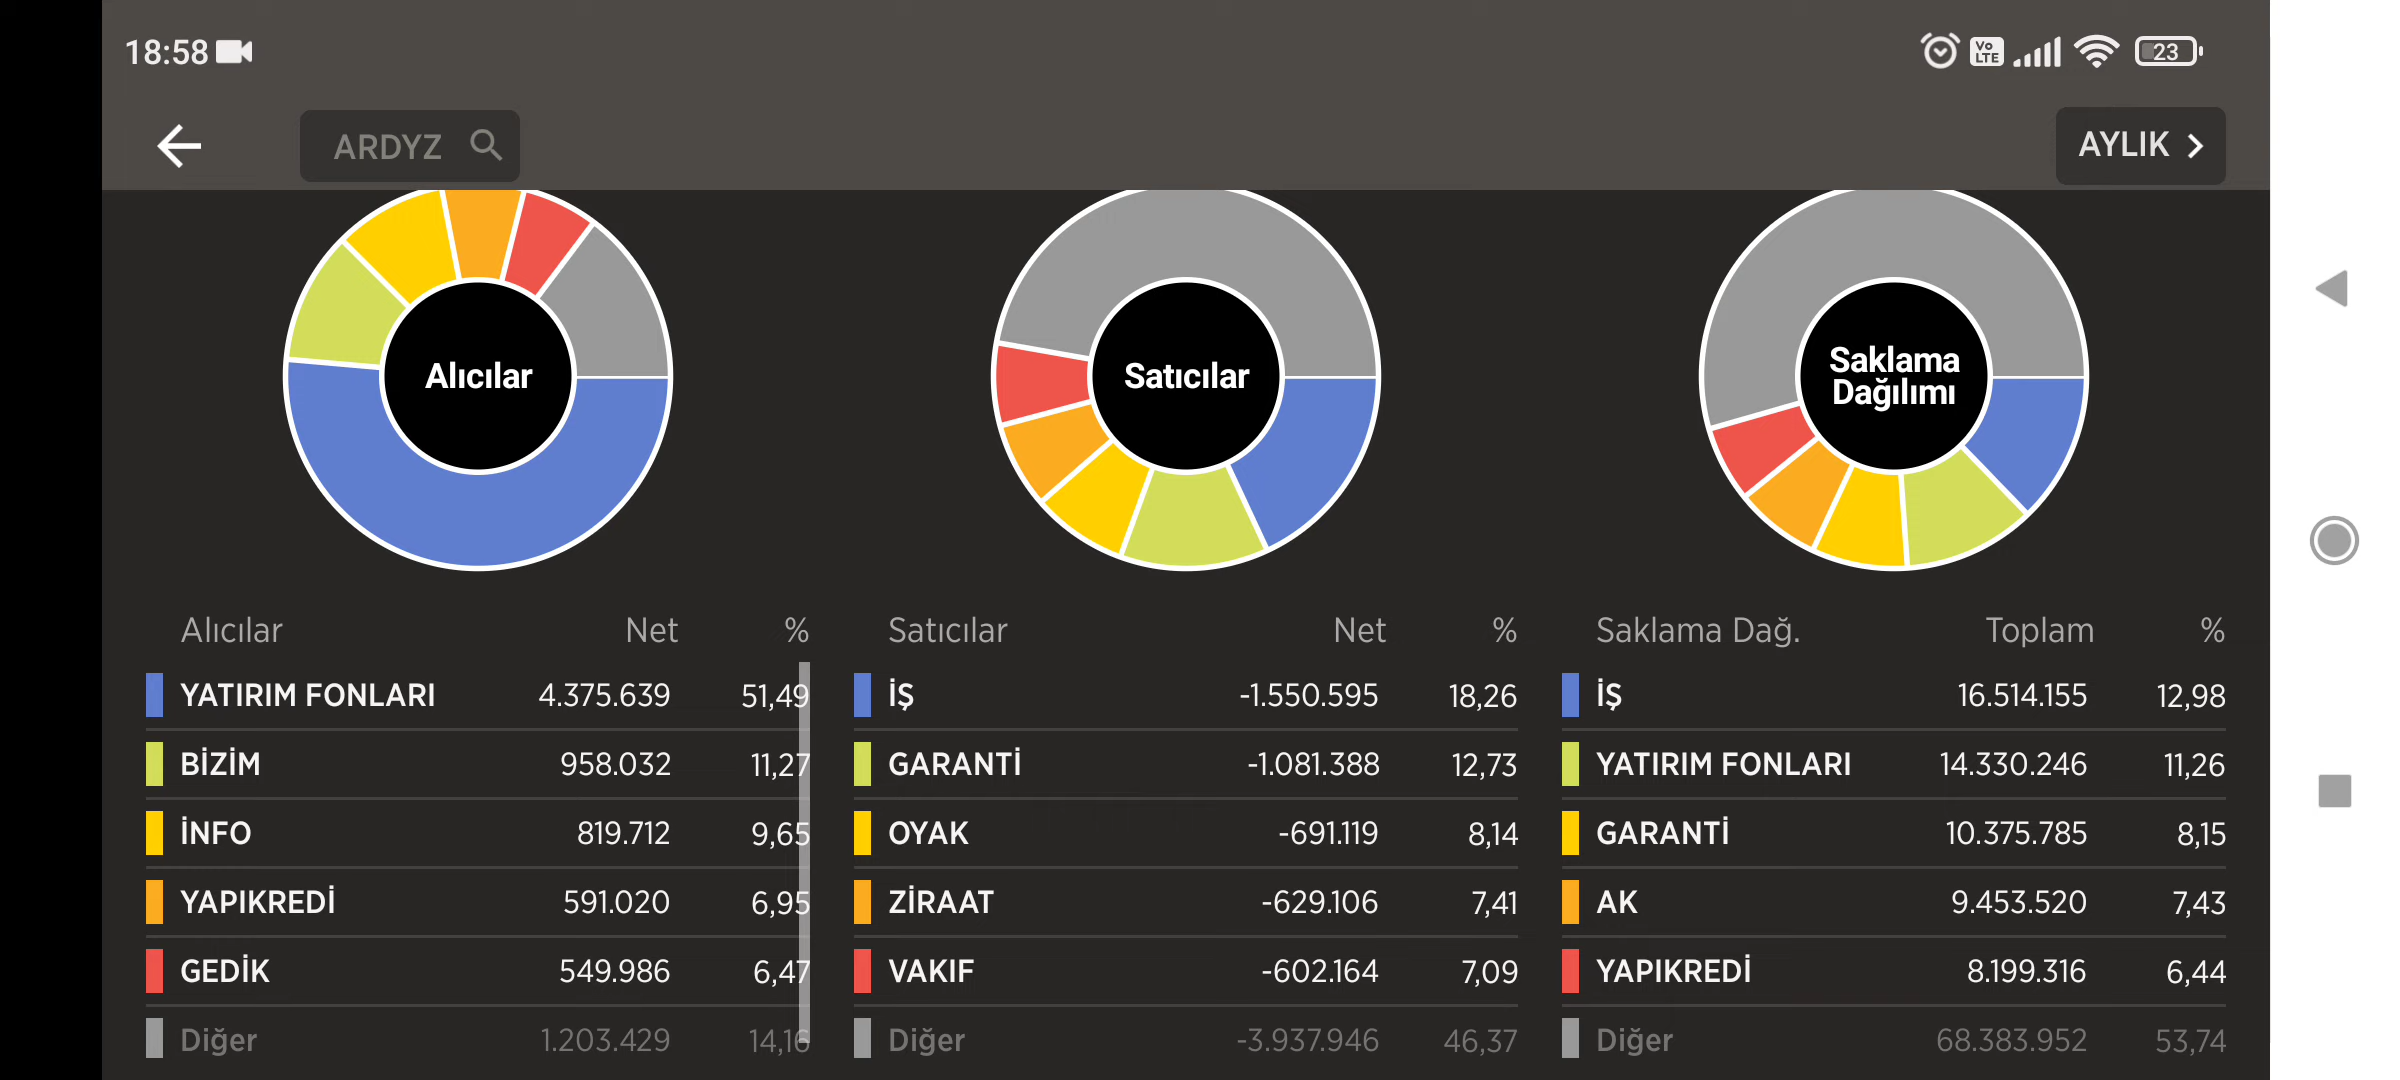 18:58
Vo LTE
23
ARDYZ
AYLIK
Alıcılar
Satıcılar
Saklama
Dağılımı
Alıcılar Net %
YATIRIM FONLARI 4.375.639 51,49
BİZİM 958.032 11,27
İNFO 819.712 9,65
YAPIKREDİ 591.020 6,95
GEDİK 549.986 6,47
Diğer 1.203.429 14,16
Satıcılar Net %
İŞ -1.550.595 18,26
GARANTİ -1.081.388 12,73
OYAK -691.119 8,14
ZİRAAT -629.106 7,41
VAKIF -602.164 7,09
Diğer -3.937.946 46,37
Saklama Dağ. Toplam %
İŞ 16.514.155 12,98
YATIRIM FONLARI 14.330.246 11,26
GARANTİ 10.375.785 8,15
AK 9.453.520 7,43
YAPIKREDİ 8.199.316 6,44
Diğer 68.383.952 53,74